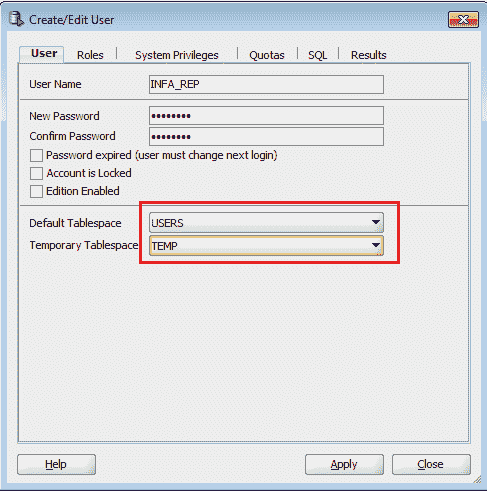 Create/Edit User
User Roles System Privileges Quotas SQL Results
User Name INFA_REP
New Password ••••••••
Confirm Password ••••••••
Password expired (user must change next login)
Account is Locked
Edition Enabled
Default Tablespace USERS
Temporary Tablespace TEMP
Help Apply Close